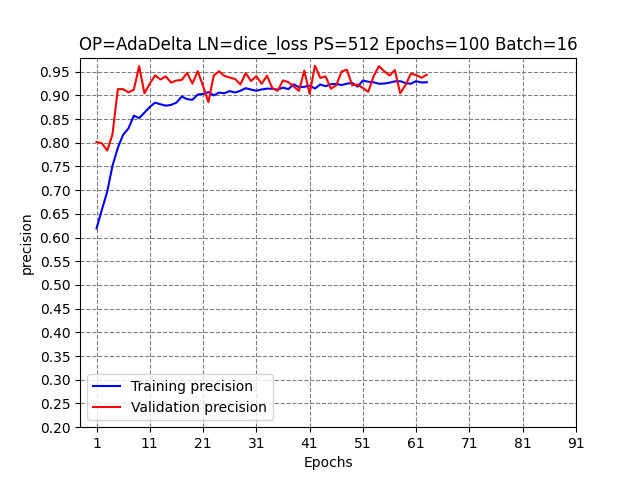 OP=AdaDelta LN=dice_loss PS=512 Epochs=100 Batch=16
0.95
0.90
0.85
0.80
0.75
0.70
0.65
0.60
0.55
0.50
0.45
0.40
0.35
0.30
0.25
0.20
precision
Training precision
Validation precision
1 11 21 31 41 51 61 71 81 91
Epochs